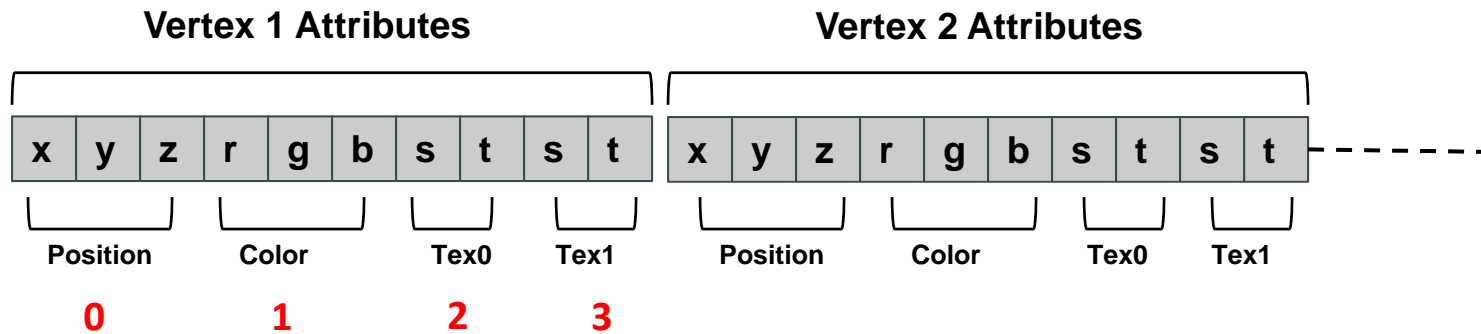 Vertex 1 Attributes Vertex 2 Attributes
x y z r g b s t s t x y z r g b s t s t
Position Color Tex0 Tex1 Position Color Tex0 Tex1
0 1 2 3